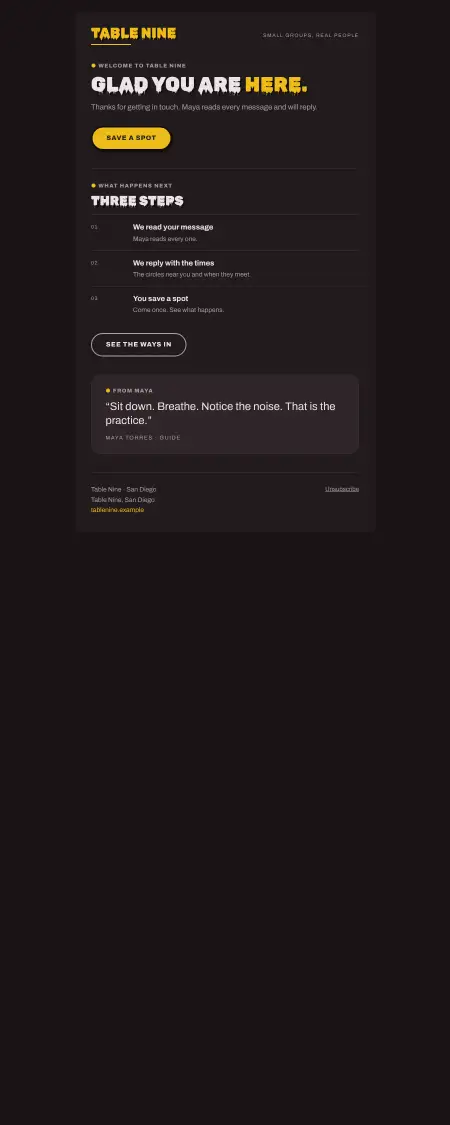 TABLE NINE
SMALL GROUPS, REAL PEOPLE
WELCOME TO TABLE NINE
GLAD YOU ARE HERE.
Thanks for getting in touch. Maya reads every message and will reply.
SAVE A SPOT
WHAT HAPPENS NEXT
THREE STEPS
01
We read your message
Maya reads every one.
02
We reply with the times
The circles near you and when they meet
03
You save a spot
Come once. See what happens.
SEE THE WAYS IN
FROM MAYA
“Sit down. Breathe. Notice the noise. That is the
practice.”
MAYA TORRES · GUIDE
Table Nine · San Diego
Unsubscribe
Table Nine, San Diego
tablenine.example